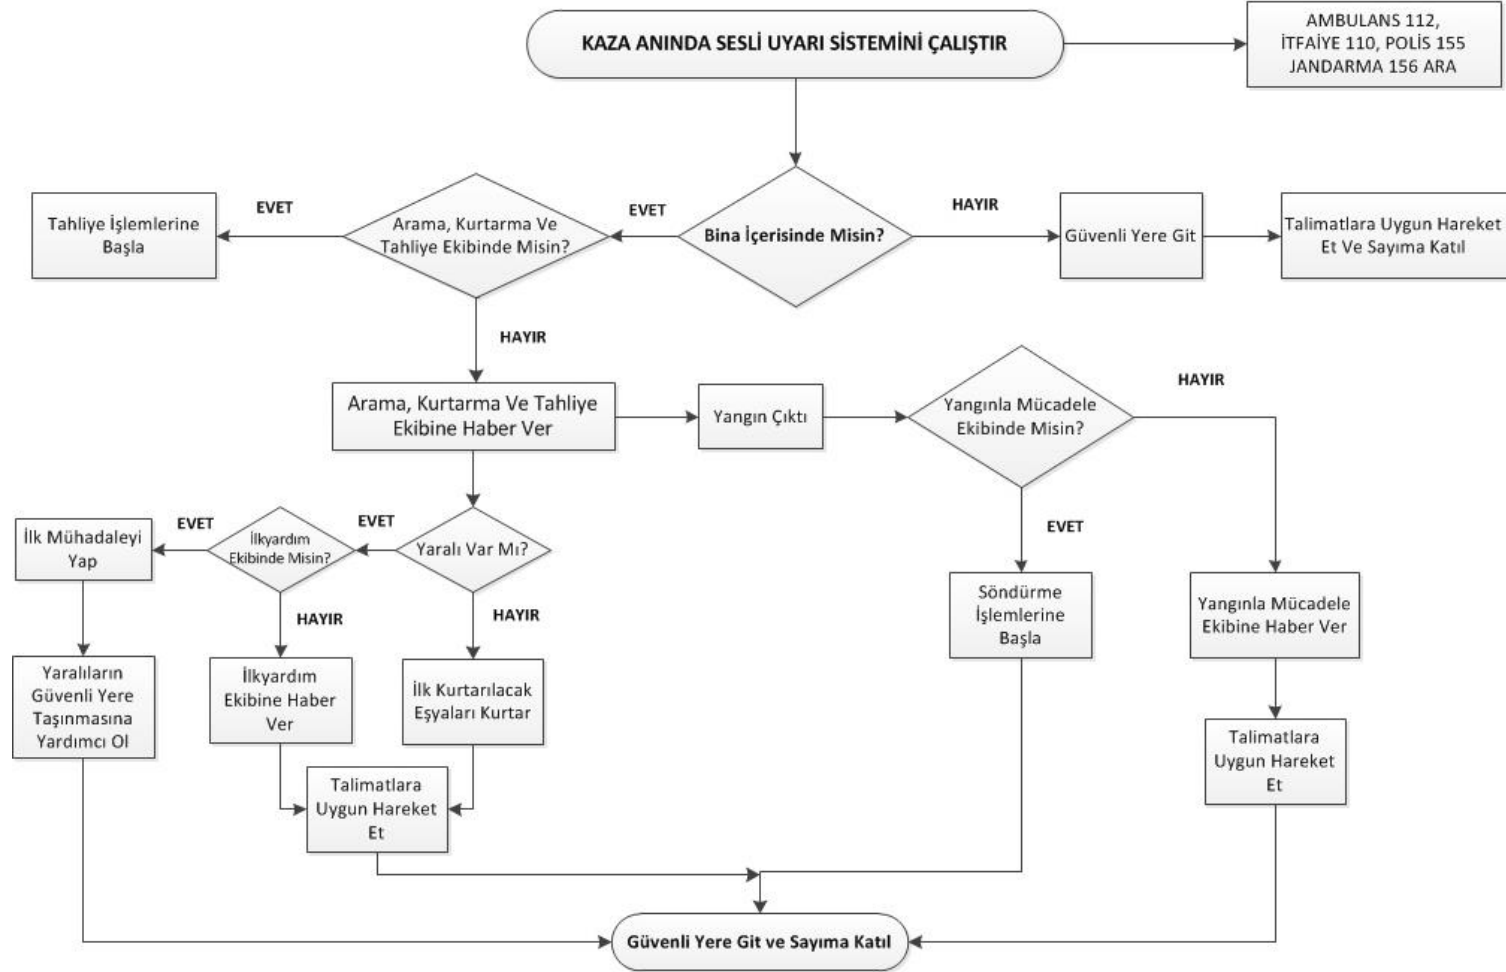 KAZA ANINDA SESLİ UYARI SİSTEMİNİ ÇALIŞTIR
AMBULANS 112,
İTFAİYE 110, POLİS 155
JANDARMA 156 ARA
Tahliye İşlemlerine
Başla
EVET
Arama, Kurtarma Ve
Tahliye Ekibinde Misin?
EVET
Bina İçerisinde Misin?
HAYIR
Güvenli Yere Git
Talimatlara Uygun Hareket
Et Ve Sayıma Katıl
HAYIR
Arama, Kurtarma Ve Tahliye
Ekibine Haber Ver
Yangın Çıktı
Yangınla Mücadele
Ekibinde Misin?
HAYIR
İlk Mühadaleyi
Yap
EVET
İlkyardım
Ekibinde Misin?
EVET
Yaralı Var Mı?
EVET
HAYIR
HAYIR
Söndürme
İşlemlerine
Başla
Yangınla Mücadele
Ekibine Haber Ver
Yaralıların
Güvenli Yere
Taşınmasına
Yardımcı Ol
İlkyardım
Ekibine Haber
Ver
İlk Kurtarılacak
Eşyaları Kurtar
Talimatlara
Uygun Hareket
Et
Talimatlara
Uygun Hareket
Et
Güvenli Yere Git ve Sayıma Katıl